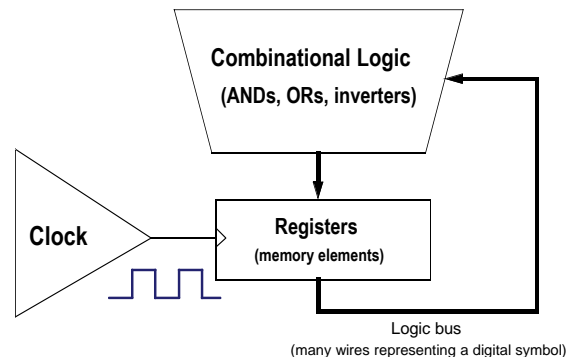 Combinational Logic
(ANDs, ORs, inverters)
Clock
Registers
(memory elements)
Logic bus
(many wires representing a digital symbol)